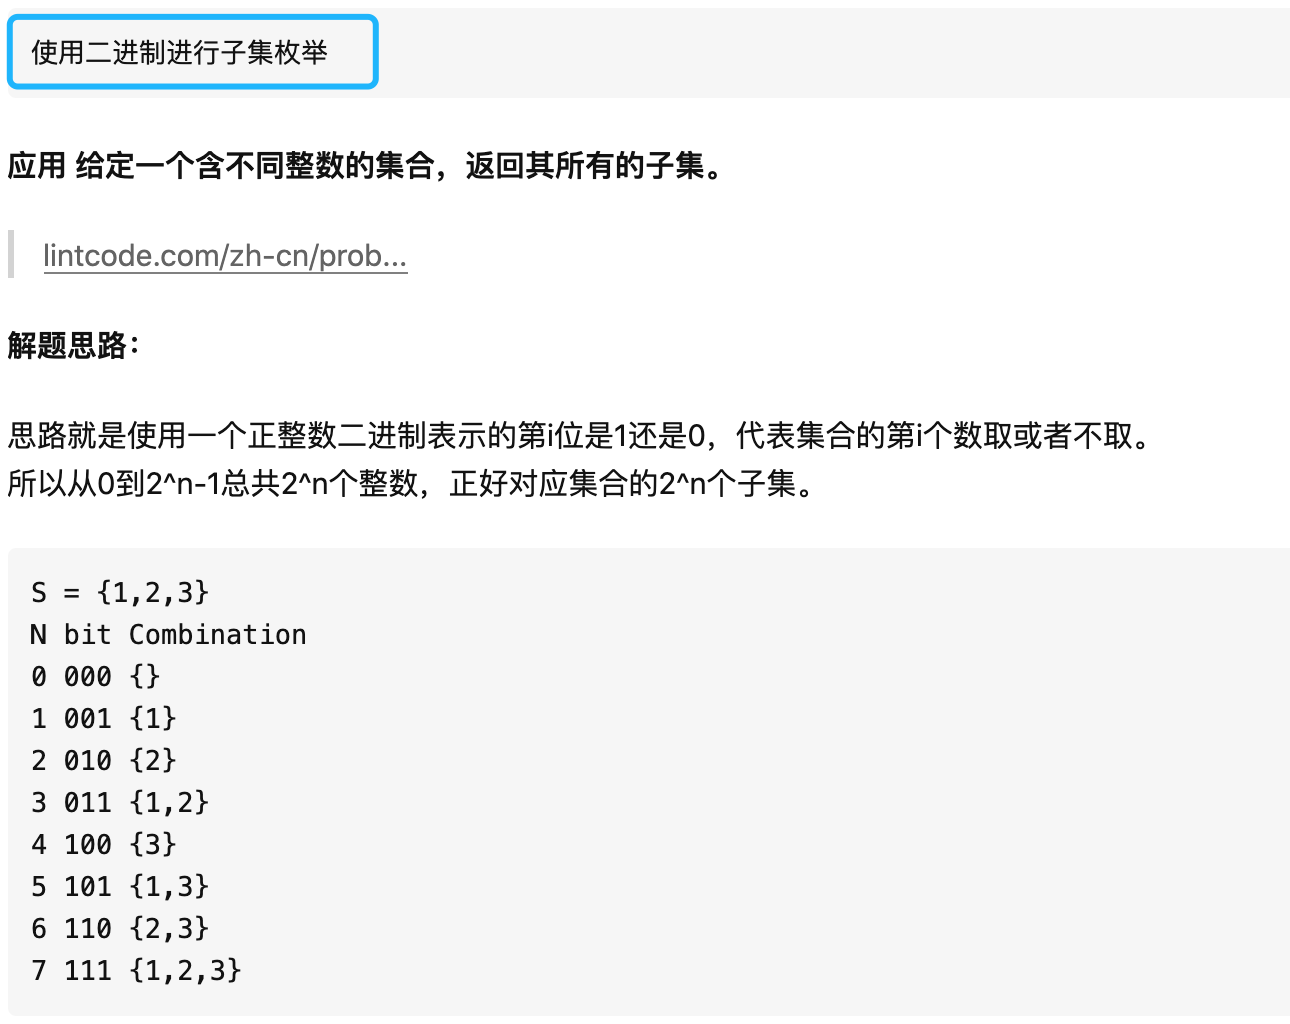 使用二进制进行子集枚举
应用 给定一个含不同整数的集合，返回其所有的子集。
lintcode.com/zh-cn/prob...
解题思路：
思路就是使用一个正整数二进制表示的第i位是1还是0，代表集合的第i个数取或者不取。
所以从0到2^n-1总共2^n个整数，正好对应集合的2^n个子集。
S = {1,2,3}
N bit Combination
0 000 {}
1 001 {1}
2 010 {2}
3 011 {1,2}
4 100 {3}
5 101 {1,3}
6 110 {2,3}
7 111 {1,2,3}